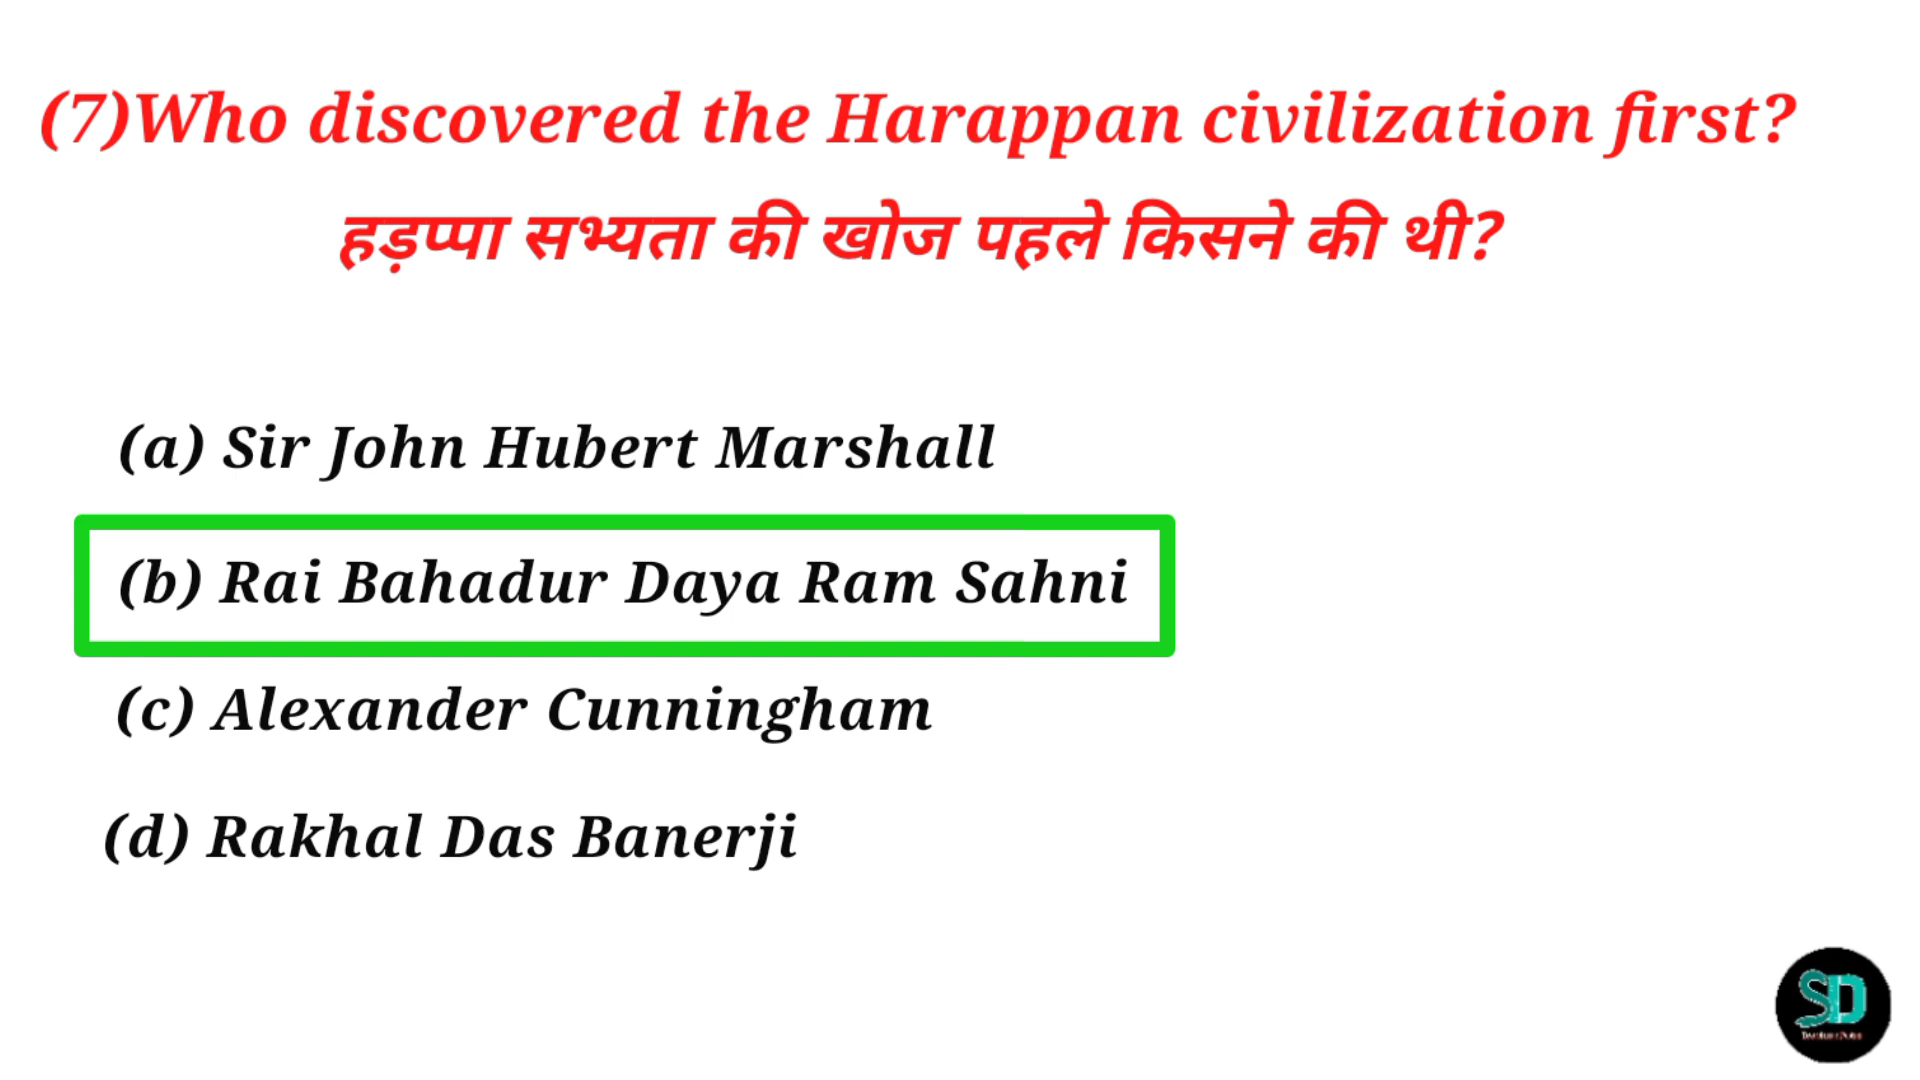 (7)Who discovered the Harappan civilization first?
हड़प्पा सभ्यता की खोज पहले किसने की थी?
(a) Sir John Hubert Marshall
(b) Rai Bahadur Daya Ram Sahni
(c) Alexander Cunningham
(d) Rakhal Das Banerji
SD